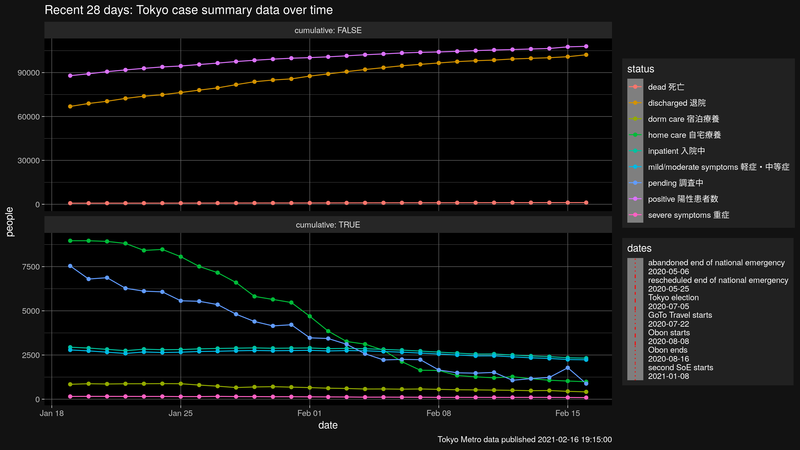 Recent 28 days: Tokyo case summary data over time
cumulative: FALSE
90000
60000
30000
0
cumulative: TRUE
7500
5000
2500
0
people
Jan 18
Jan 25
Feb 01
Feb 08
Feb 15
date
Tokyo Metro data published 2021-02-16 19:15:00
status
dead 死亡
discharged 退院
dorm care 宿泊療養
home care 自宅療養
inpatient 入院中
mild/moderate symptoms 軽症・中等症
pending 調査中
positive 陽性患者数
severe symptoms 重症
dates
abandoned end of national emergency
2020-05-06
rescheduled end of national emergency
2020-05-25
Tokyo election
2020-07-05
GoTo Travel starts
2020-07-22
Obon starts
2020-08-08
Obon ends
2020-08-16
second SoE starts
2021-01-08